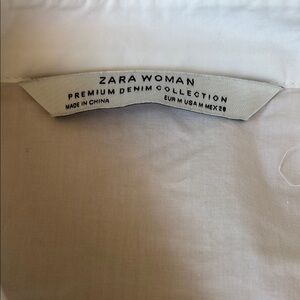 ZARA WOMAN
PREMIUM DENIM COLLECTION
MADE IN CHINA EUR M USA M MEX 28